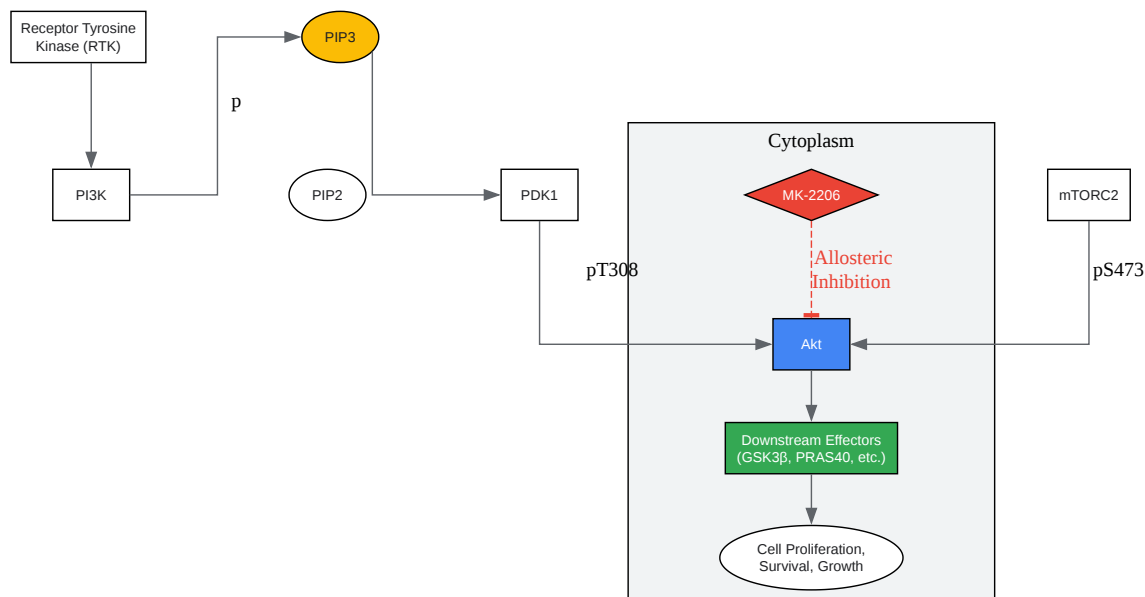 Receptor Tyrosine
Kinase (RTK)
PIP3
p
Cytoplasm
PI3K
PIP2
PDK1
MK-2206
mTORC2
pT308
Allosteric
Inhibition
pS473
Akt
Downstream Effectors
(GSK3β, PRAS40, etc.)
Cell Proliferation,
Survival, Growth